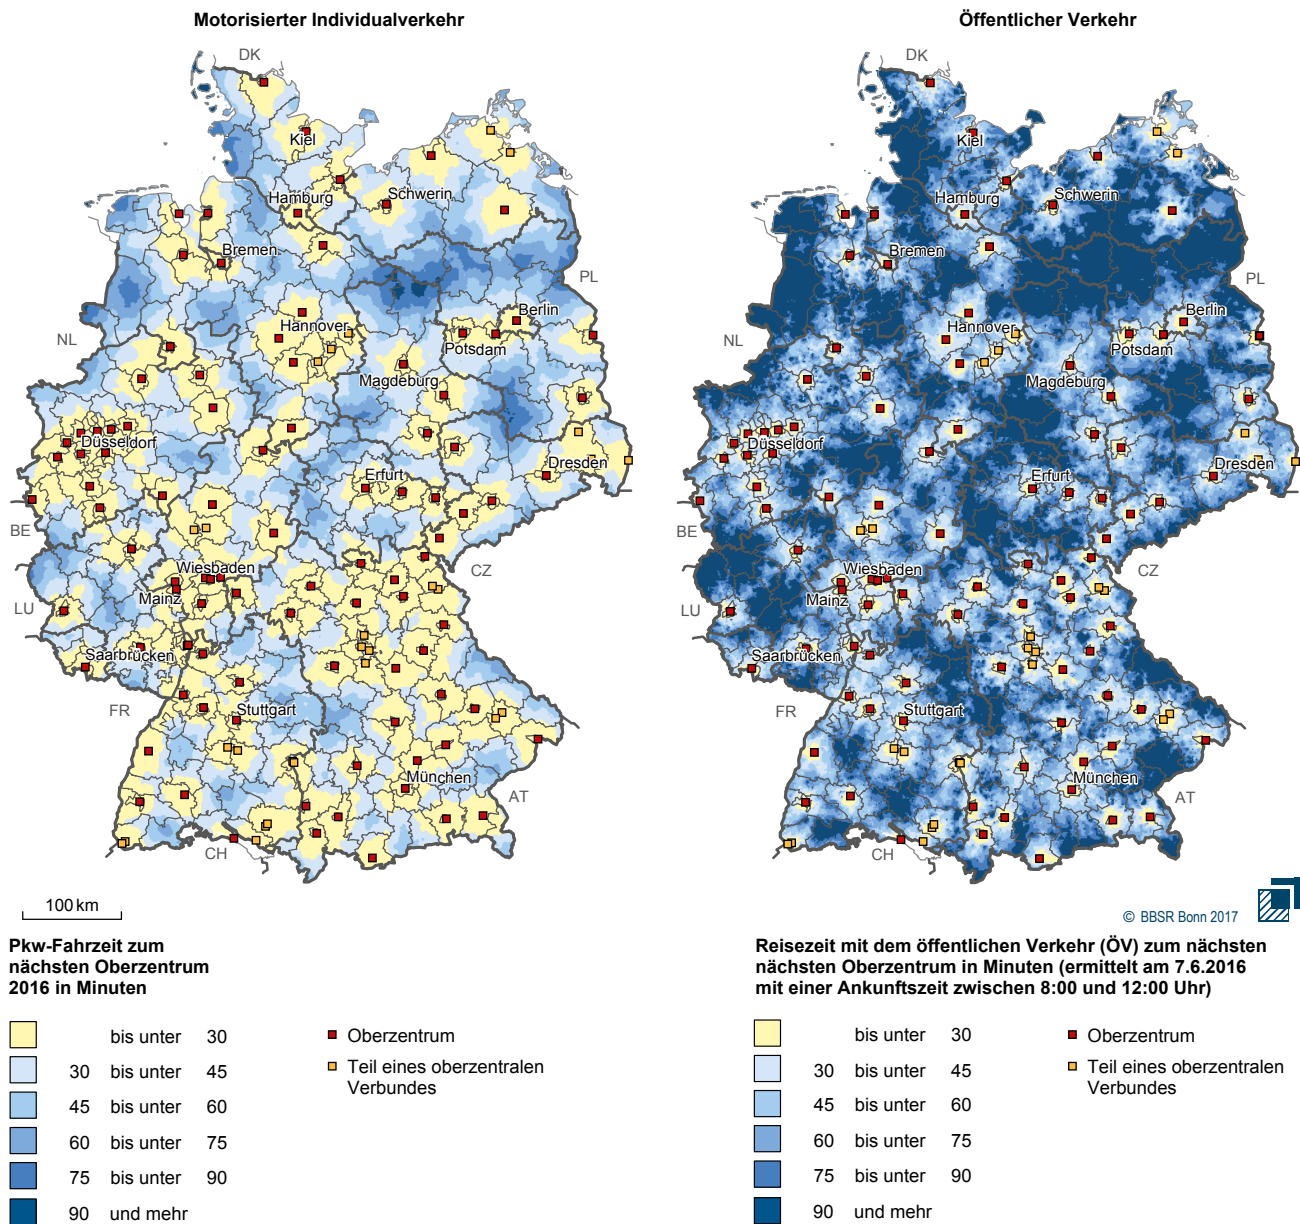 Motorisierter Individualverkehr
DK
Kiel
Hamburg
Schwerin
Bremen
PL
Berlin
Hannover
NL
Potsdam
Magdeburg
Düsseldorf
Dresden
Erfurt
BE
Wiesbaden
CZ
Mainz
LU
Saarbrücken
FR
Stuttgart
München
AT
CH
100 km
Öffentlicher Verkehr
DK
Kiel
Hamburg
Schwerin
Bremen
PL
Berlin
Hannover
NL
Potsdam
Magdeburg
Düsseldorf
Dresden
Erfurt
BE
Wiesbaden
CZ
Mainz
LU
Saarbrücken
FR
Stuttgart
München
AT
CH
© BBSR Bonn 2017
Pkw-Fahrzeit zum
nächsten Oberzentrum
2016 in Minuten
bis unter 30
30 bis unter 45
45 bis unter 60
60 bis unter 75
75 bis unter 90
90 und mehr
Oberzentrum
Teil eines oberzentralen
Verbundes
Reisezeit mit dem öffentlichen Verkehr (ÖV) zum nächsten
nächsten Oberzentrum in Minuten (ermittelt am 7.6.2016
mit einer Ankunftszeit zwischen 8:00 und 12:00 Uhr)
bis unter 30
30 bis unter 45
45 bis unter 60
60 bis unter 75
75 bis unter 90
90 und mehr
Oberzentrum
Teil eines oberzentralen
Verbundes